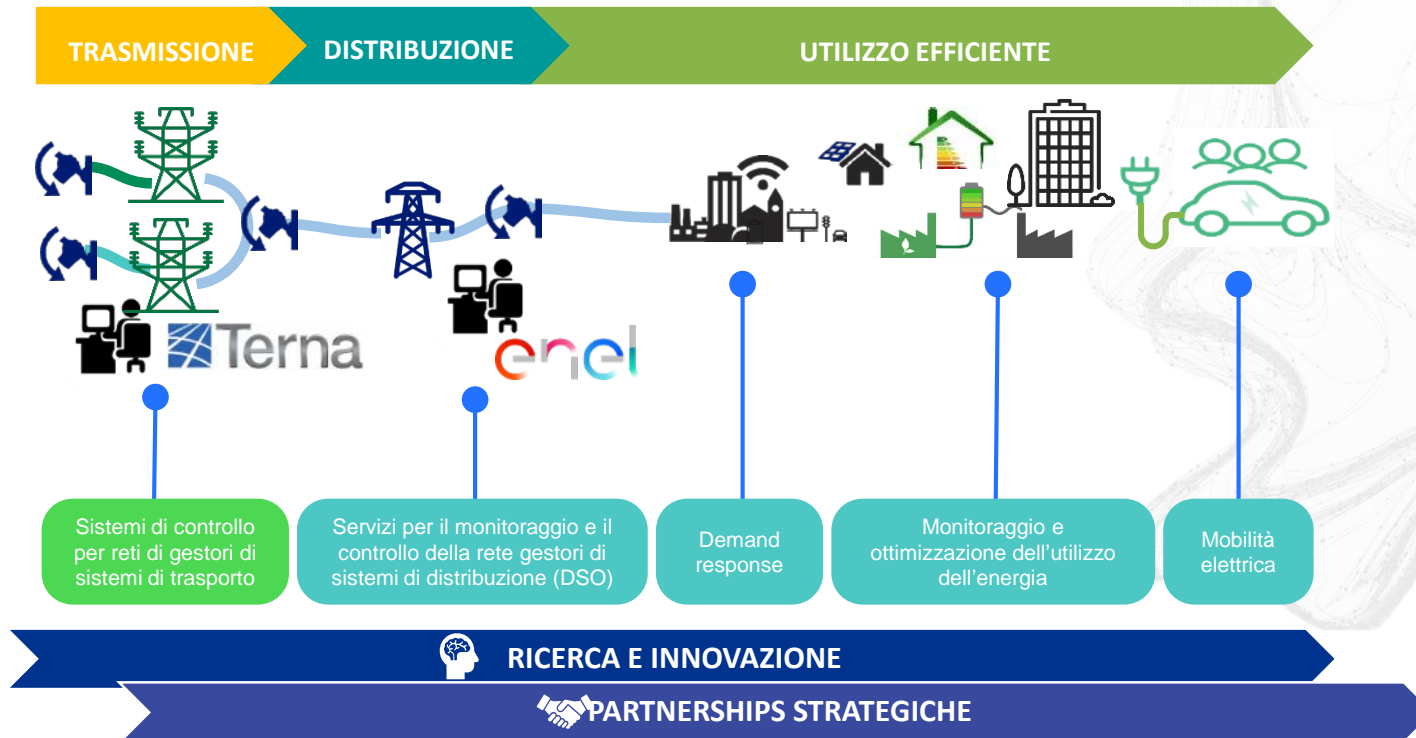 TRASMISSIONE
DISTRIBUZIONE
UTILIZZO EFFICIENTE
Terna
enel
Sistemi di controllo
per reti di gestori di
sistemi di trasporto
Servizi per il monitoraggio e il
controllo della rete gestori di
sistemi di distribuzione (DSO)
Demand
response
Monitoraggio e
ottimizzazione dell'utilizzo
dell'energia
Mobilità
elettrica
RICERCA E INNOVAZIONE
PARTNERSHIPS STRATEGICHE